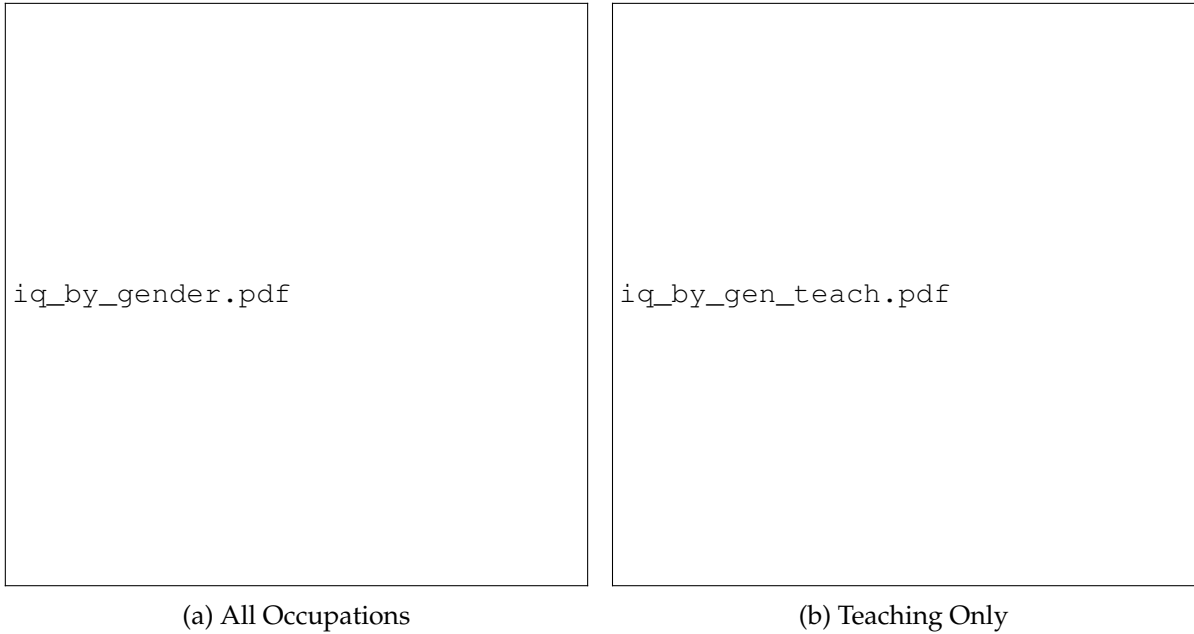 iq_by_gender.pdf
iq_by_gen_teach.pdf
(a) All Occupations
(b) Teaching Only